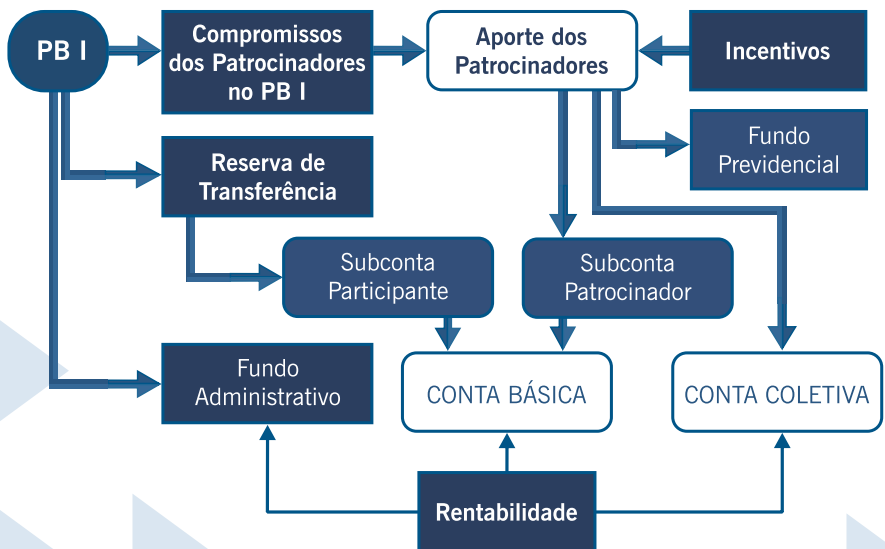 PB I
Compromissos
dos Patrocinadores
no PB I
Aporte dos
Patrocinadores
Incentivos
Fundo
Previdencial
Reserva de
Transferência
Subconta
Participante
Subconta
Patrocinador
Fundo
Administrativo
CONTA BÁSICA
CONTA COLETIVA
Rentabilidade